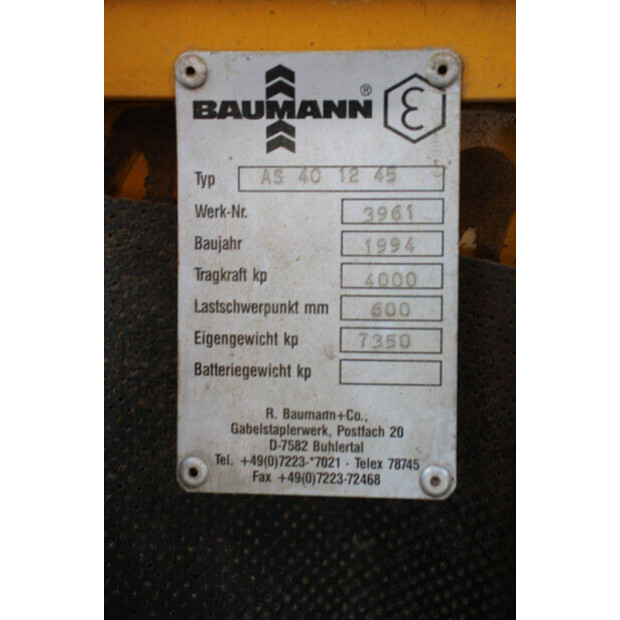 BAUMANN ® ε
Typ AS 40 12 45
Werk-Nr. 3961
Baujahr 1994
Tragkraft kp 4000
Lastschwerpunkt mm 600
Eigengewicht kp 7350
Batteriegewicht kp
R. Baumann+Co.,
Gabelstaplerwerk, Postfach 20
D-7582 Buhlertal
Tel. +49(0)7223-*7021 · Telex 78745
Fax +49(0)7223-72468